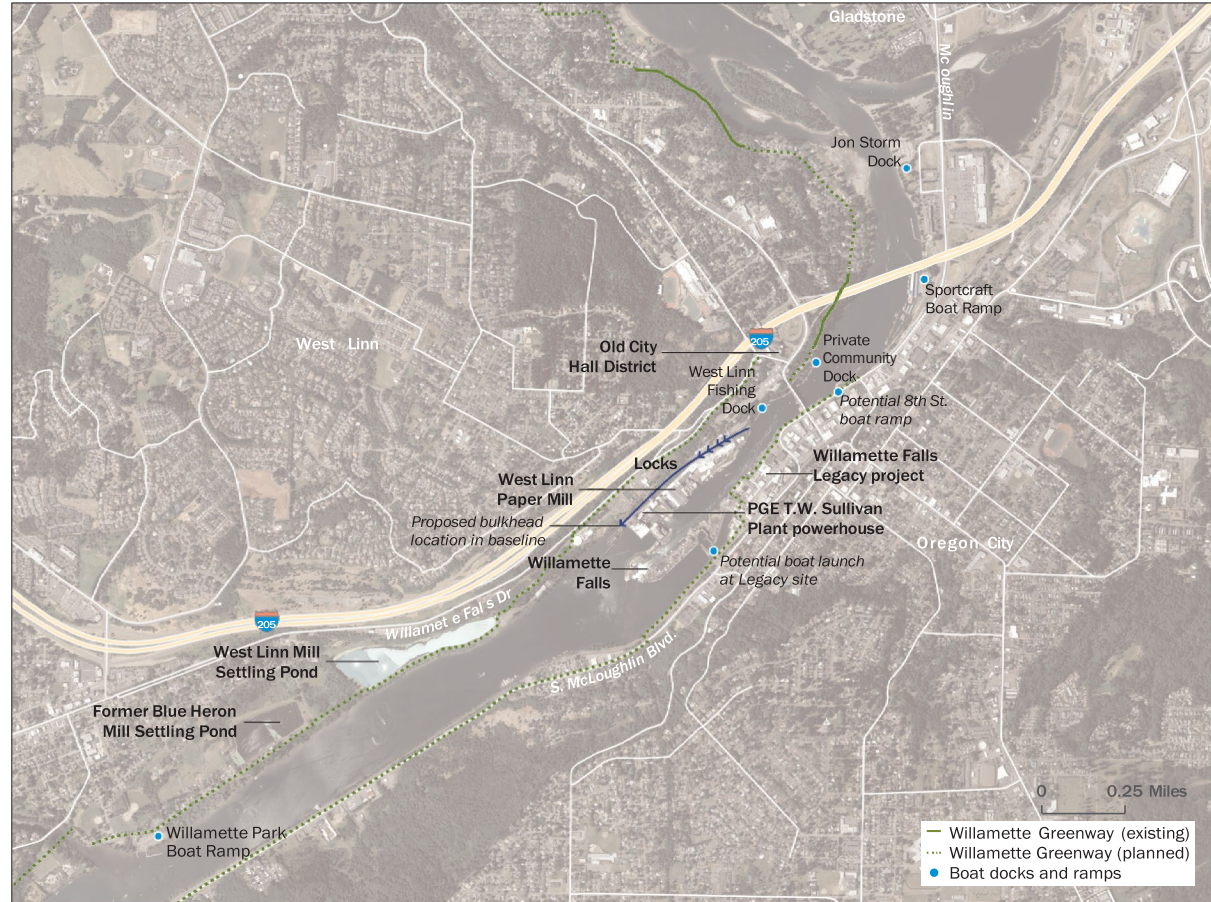 Gladstone
Mc oughlin
Jon Storm
Dock
Sportcraft
Boat Ramp
West Linn
205
Old City
Hall District
Private
Community
Dock
West Linn
Fishing
Dock
Potential 8th St.
boat ramp
Locks
Willamette Falls
Legacy project
West Linn
Paper Mill
PGE T.W. Sullivan
Plant powerhouse
Proposed bulkhead
location in baseline
Oregon City
Willamette
Falls
Potential boat launch
at Legacy site
205
Willamet e Fal s Dr
West Linn Mill
Settling Pond
S. McLoughlin Blvd.
Former Blue Heron
Mill Settling Pond
0 0.25 Miles
Willamette Park
Boat Ramp
Willamette Greenway (existing)
Willamette Greenway (planned)
Boat docks and ramps